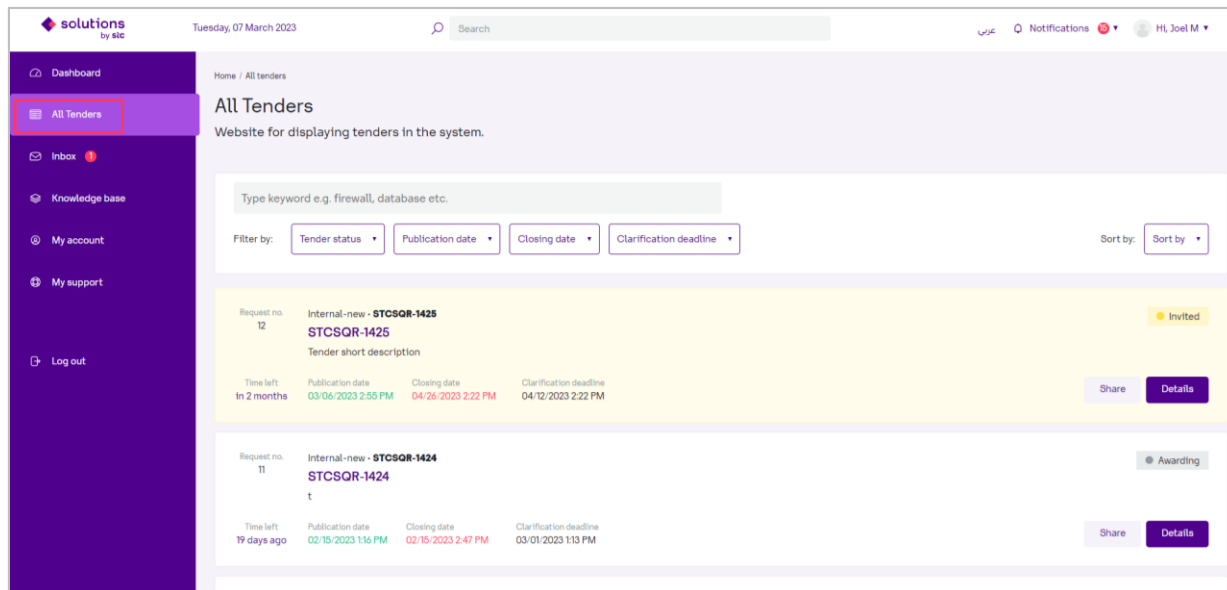 solutions
by stc
Tuesday, 07 March 2023
Search
عربي
Notifications 15
Hi, Joel M
Dashboard
All Tenders
Inbox 1
Knowledge base
My account
My support
Log out
Home / All tenders
All Tenders
Website for displaying tenders in the system.
Type keyword e.g. firewall, database etc.
Filter by: Tender status Publication date Closing date Clarification deadline Sort by: Sort by
Request no.
12
Internal-new - STCSQR-1425
STCSQR-1425
Tender short description
Invited
Time left Publication date Closing date Clarification deadline
in 2 months 03/06/2023 2:55 PM 04/26/2023 2:22 PM 04/12/2023 2:22 PM
Share Details
Request no.
11
Internal-new - STCSQR-1424
STCSQR-1424
t
Awarding
Time left Publication date Closing date Clarification deadline
19 days ago 02/15/2023 1:16 PM 02/15/2023 2:47 PM 03/01/2023 1:13 PM
Share Details